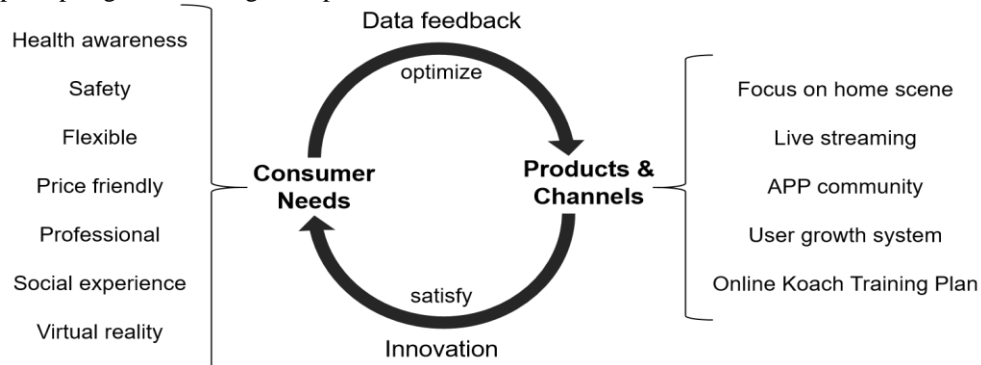 Health awareness
Safety
Flexible
Price friendly
Professional
Social experience
Virtual reality
Data feedback
optimize
Consumer
Needs
Products &
Channels
satisfy
Innovation
Focus on home scene
Live streaming
APP community
User growth system
Online Koach Training Plan